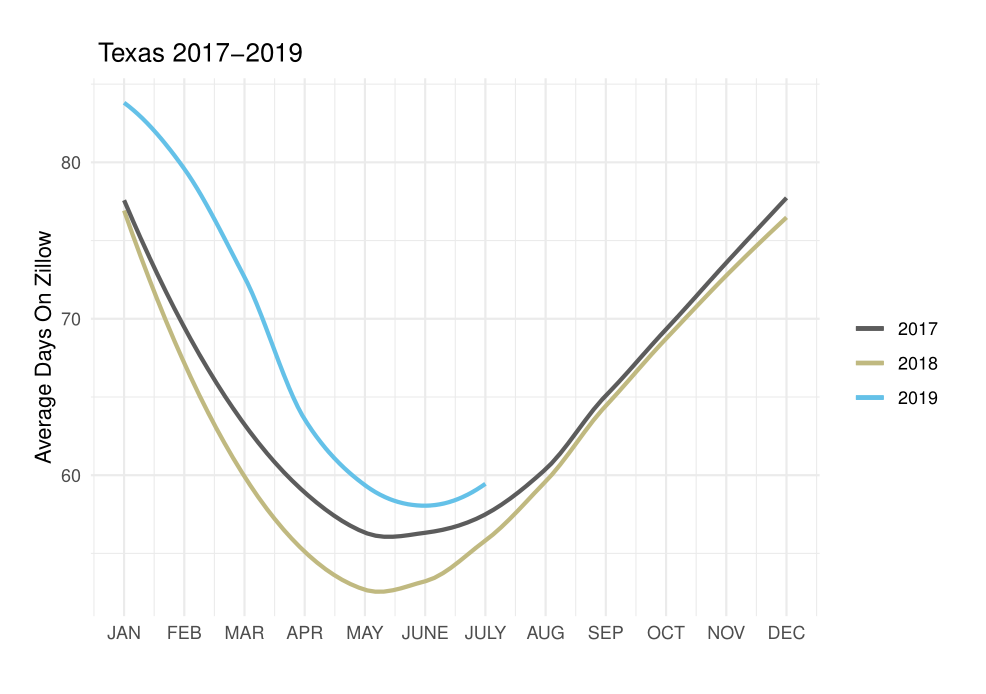 Texas 2017–2019
Average Days On Zillow
80
70
60
JAN FEB MAR APR MAY JUNE JULY AUG SEP OCT NOV DEC
2017
2018
2019